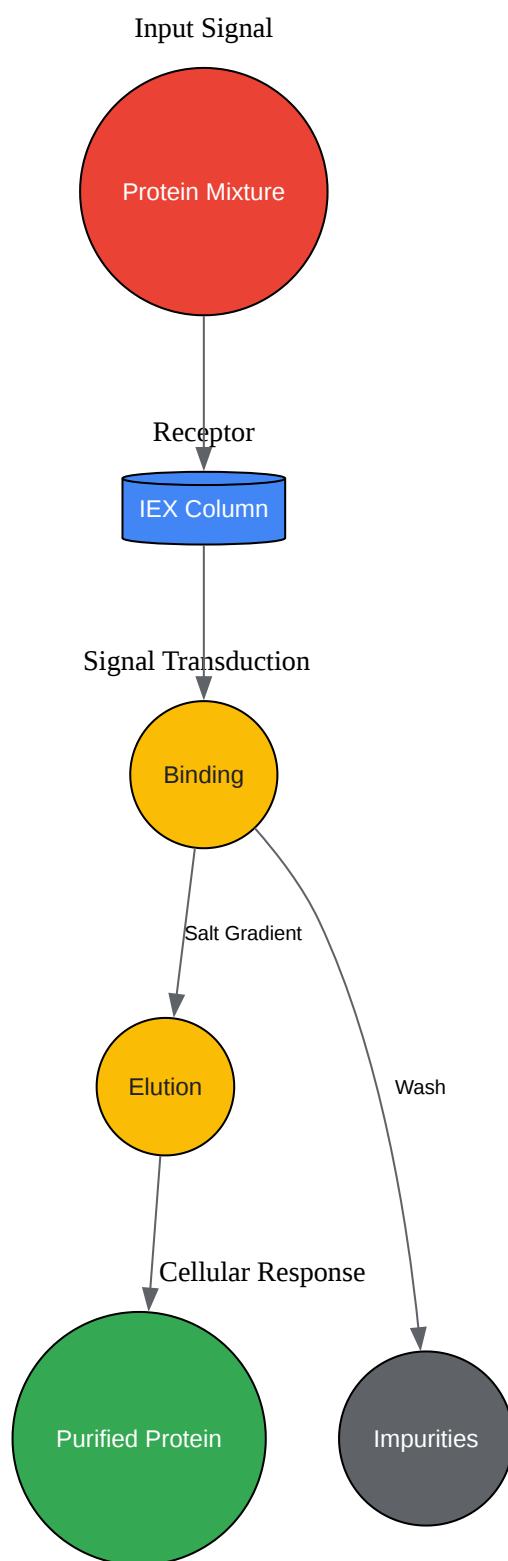 Input Signal
Protein Mixture
Receptor
IEX Column
Signal Transduction
Binding
Salt Gradient
Elution
Wash
Cellular Response
Purified Protein
Impurities